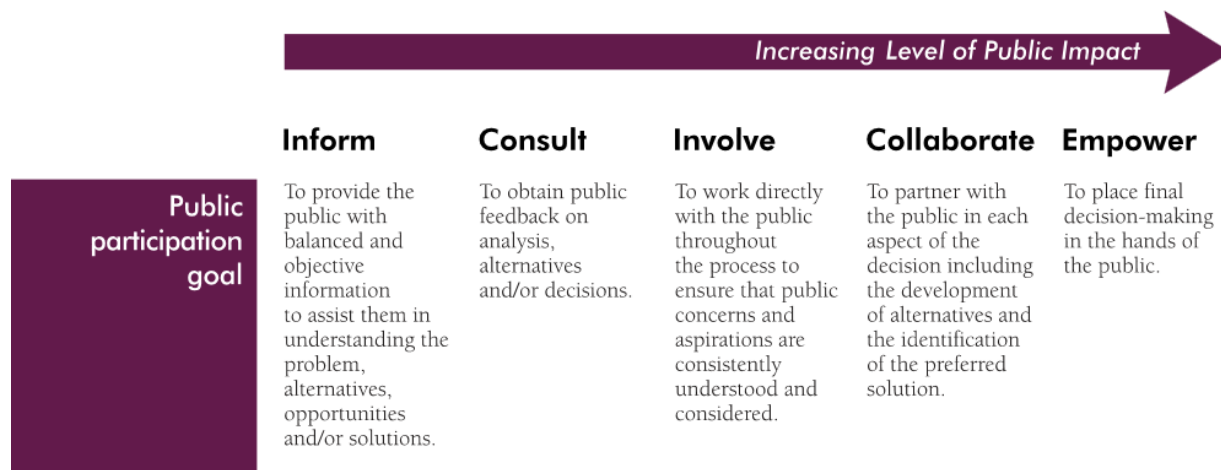 Increasing Level of Public Impact
Inform
Consult
Involve
Collaborate
Empower
Public
participation
goal
To provide the
public with
balanced and
objective
information
to assist them in
understanding the
problem,
alternatives,
opportunities
and/or solutions.
To obtain public
feedback on
analysis,
alternatives
and/or decisions.
To work directly
with the public
throughout
the process to
ensure that public
concerns and
aspirations are
consistently
understood and
considered.
To partner with
the public in each
aspect of the
decision including
the development
of alternatives and
the identification
of the preferred
solution.
To place final
decision-making
in the hands of
the public.